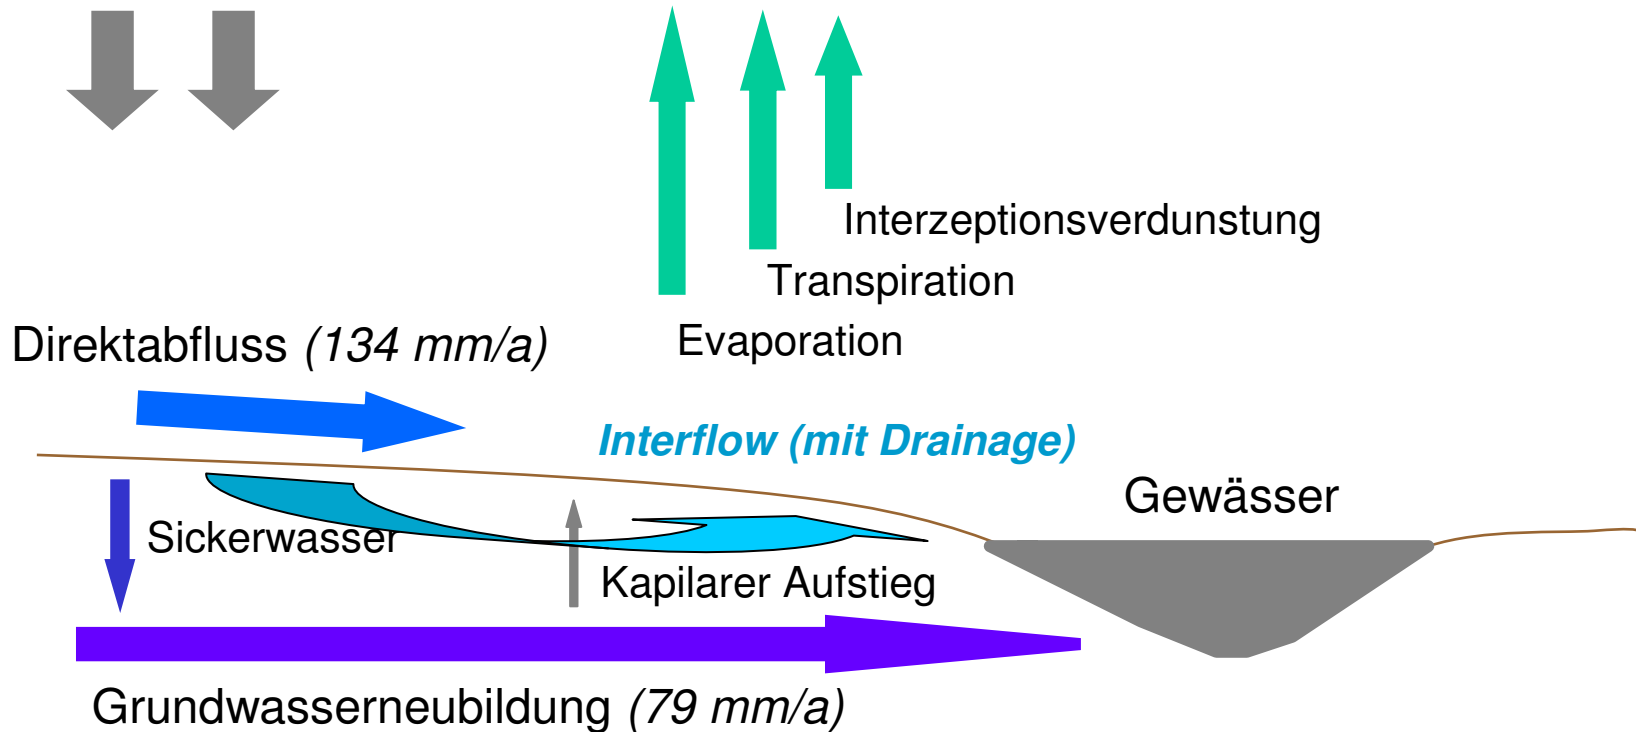 Interzeptionsverdunstung
Transpiration
Evaporation
Direktabfluss (134 mm/a)
Interflow (mit Drainage)
Gewässer
Sickerwasser
Kapilarer Aufstieg
Grundwasserneubildung (79 mm/a)